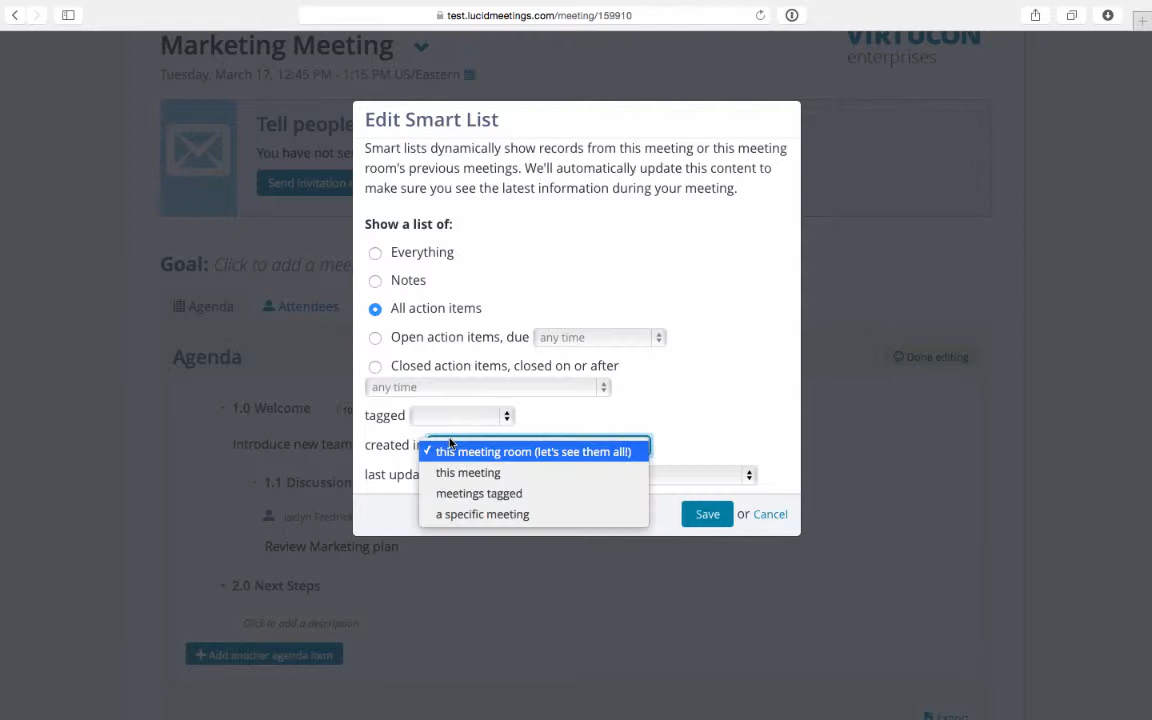 test.lucidmeetings.com/meeting/159910
Marketing Meeting
Tuesday, March 17, 12:45 PM - 1:15 PM US/Eastern
VIRTUCON
enterprises
Tell people
You have not se
Send invitation
Edit Smart List
Smart lists dynamically show records from this meeting or this meeting
room's previous meetings. We'll automatically update this content to
make sure you see the latest information during your meeting.
Show a list of:
Everything
Notes
All action items
Open action items, due any time
Closed action items, closed on or after
any time
tagged
created in
this meeting room (let's see them all!)
this meeting
meetings tagged
a specific meeting
last upda
Save or Cancel
Goal: Click to add a mee
Agenda Attendees
Agenda
Done editing
1.0 Welcome
Introduce new team
1.1 Discussion
Jaclyn Fredrick
Review Marketing plan
2.0 Next Steps
Click to add a description
Add another agenda item
Export